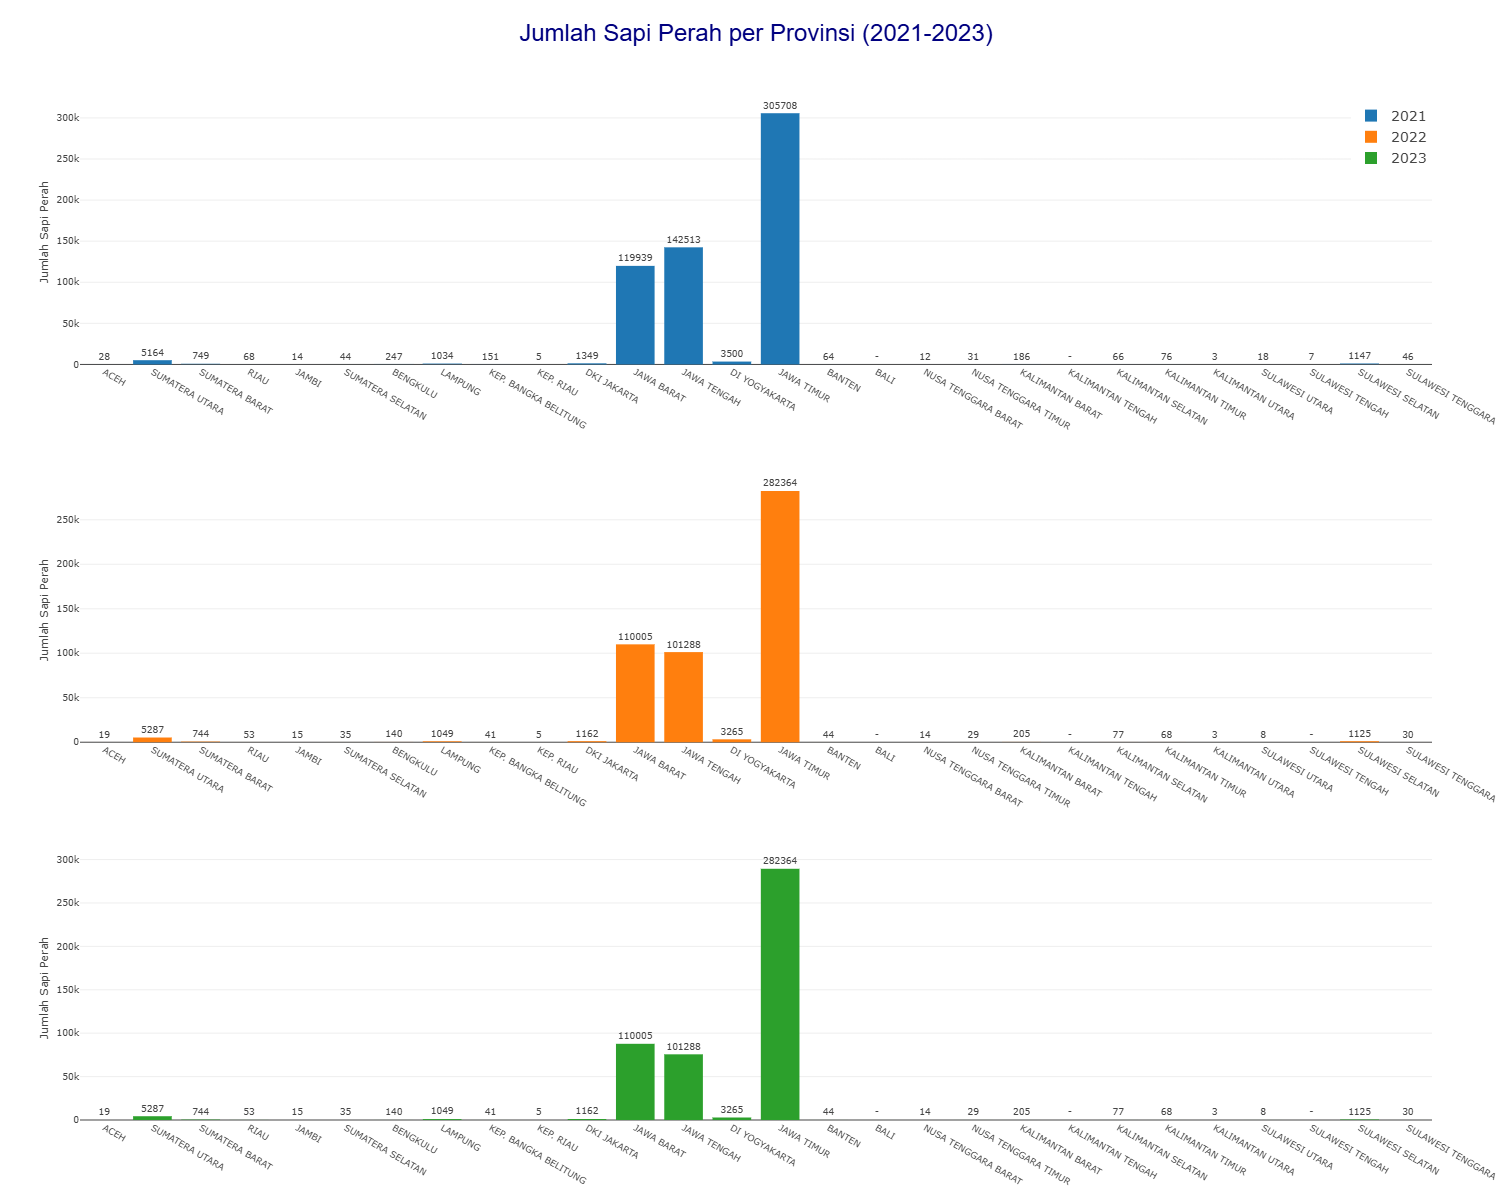 Jumlah Sapi Perah per Provinsi (2021-2023)
2021
2022
2023
Jumlah Sapi Perah
300k
250k
200k
150k
100k
50k
0
28 5164 749 68 14 44 247 1034 151 5 1349 119939 142513 3500 305708 64 - 12 31 186 - 66 76 3 18 7 1147 46
ACEH SUMATERA UTARA SUMATERA BARAT RIAU JAMBI SUMATERA SELATAN BENGKULU LAMPUNG KEP. BANGKA BELITUNG KEP. RIAU DKI JAKARTA JAWA BARAT JAWA TENGAH DI YOGYAKARTA JAWA TIMUR BANTEN BALI NUSA TENGGARA BARAT NUSA TENGGARA TIMUR KALIMANTAN BARAT KALIMANTAN TENGAH KALIMANTAN SELATAN KALIMANTAN TIMUR KALIMANTAN UTARA SULAWESI UTARA SULAWESI TENGAH SULAWESI SELATAN SULAWESI TENGGARA
Jumlah Sapi Perah
250k
200k
150k
100k
50k
0
19 5287 744 53 15 35 140 1049 41 5 1162 110005 101288 3265 282364 44 - 14 29 205 - 77 68 3 8 - 1125 30
ACEH SUMATERA UTARA SUMATERA BARAT RIAU JAMBI SUMATERA SELATAN BENGKULU LAMPUNG KEP. BANGKA BELITUNG KEP. RIAU DKI JAKARTA JAWA BARAT JAWA TENGAH DI YOGYAKARTA JAWA TIMUR BANTEN BALI NUSA TENGGARA BARAT NUSA TENGGARA TIMUR KALIMANTAN BARAT KALIMANTAN TENGAH KALIMANTAN SELATAN KALIMANTAN TIMUR KALIMANTAN UTARA SULAWESI UTARA SULAWESI TENGAH SULAWESI SELATAN SULAWESI TENGGARA
Jumlah Sapi Perah
300k
250k
200k
150k
100k
50k
0
19 5287 744 53 15 35 140 1049 41 5 1162 110005 101288 3265 282364 44 - 14 29 205 - 77 68 3 8 - 1125 30
ACEH SUMATERA UTARA SUMATERA BARAT RIAU JAMBI SUMATERA SELATAN BENGKULU LAMPUNG KEP. BANGKA BELITUNG KEP. RIAU DKI JAKARTA JAWA BARAT JAWA TENGAH DI YOGYAKARTA JAWA TIMUR BANTEN BALI NUSA TENGGARA BARAT NUSA TENGGARA TIMUR KALIMANTAN BARAT KALIMANTAN TENGAH KALIMANTAN SELATAN KALIMANTAN TIMUR KALIMANTAN UTARA SULAWESI UTARA SULAWESI TENGAH SULAWESI SELATAN SULAWESI TENGGARA